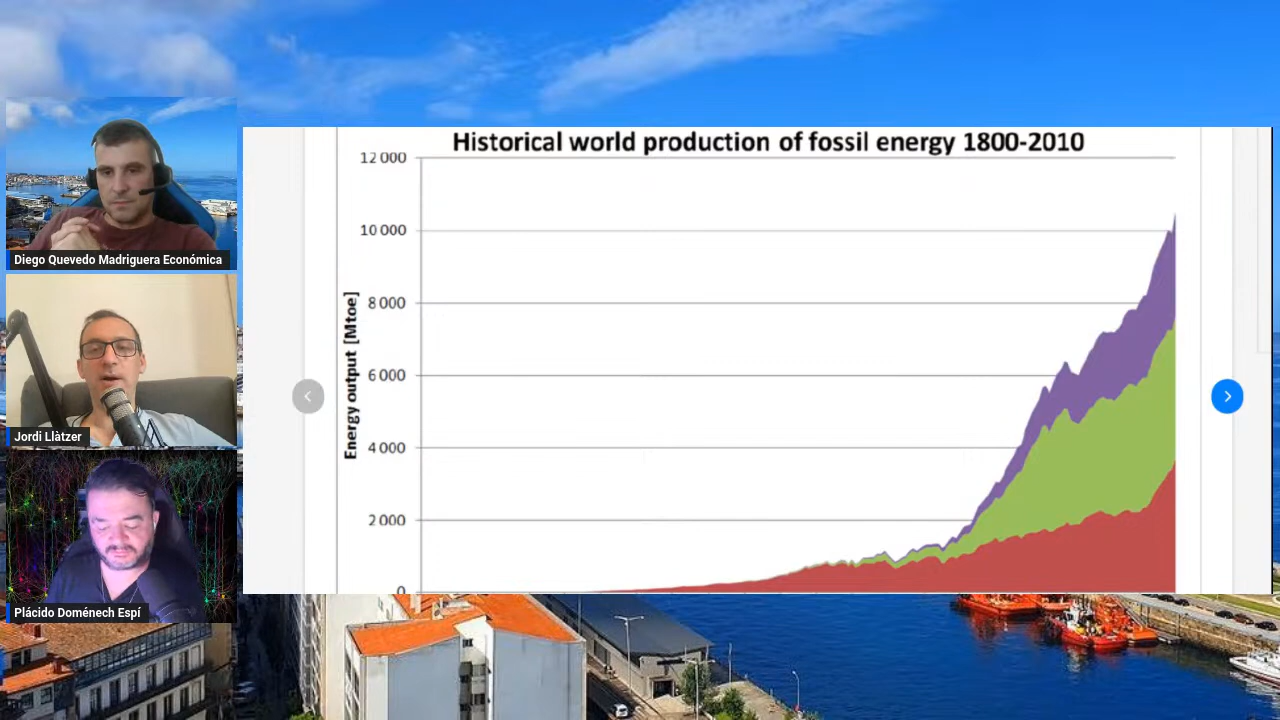 Historical world production of fossil energy 1800-2010
12 000
10 000
8 000
6 000
4 000
2 000
0
Energy output [Mtoe]
Diego Quevedo Madriguera Económica
Jordi Llàtzer
Plácido Doménech Espí